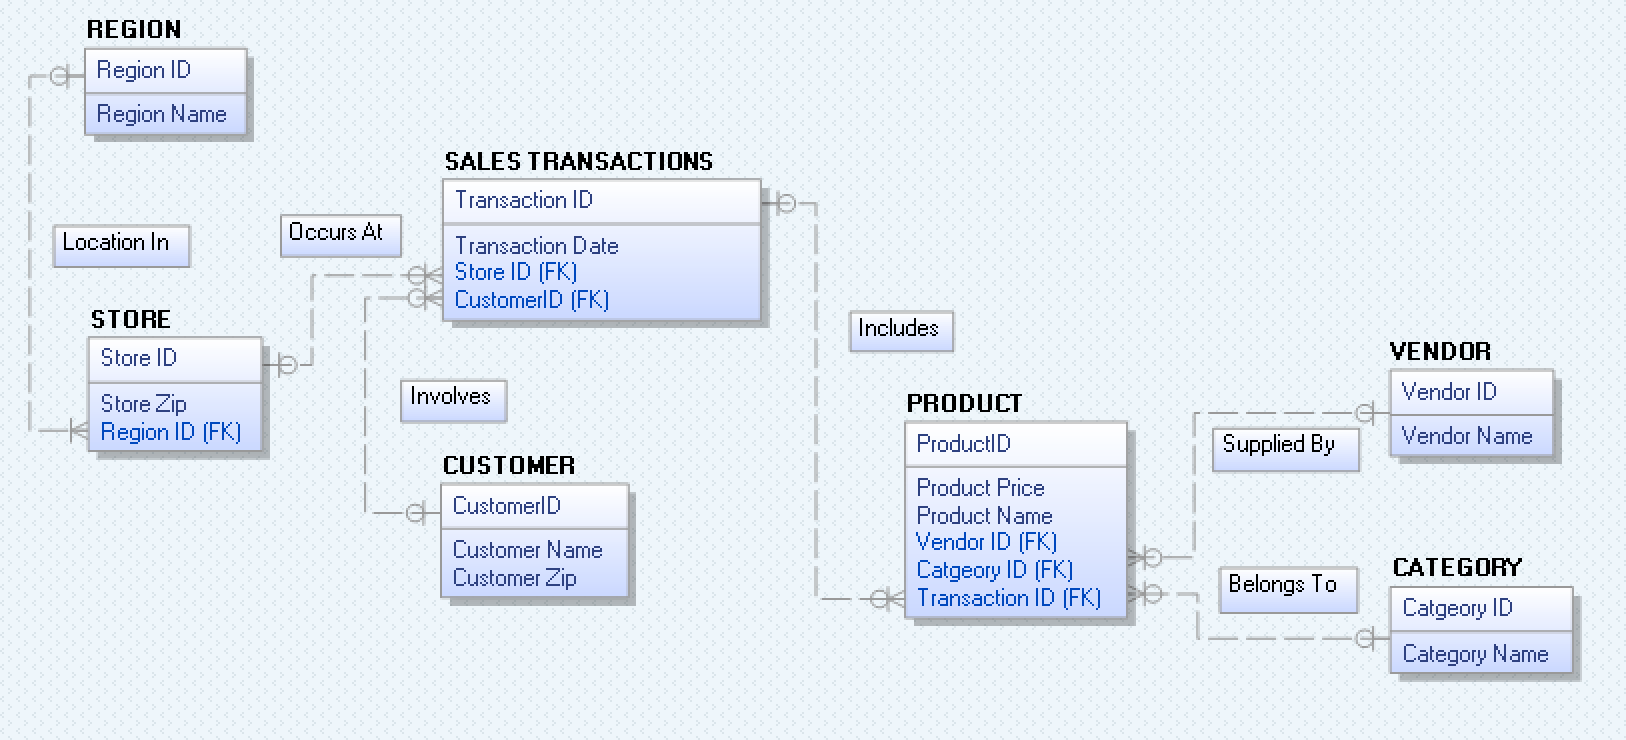 REGION
Region ID
Region Name
Location In
STORE
Store ID
Store Zip
Region ID (FK)
Occurs At
SALES TRANSACTIONS
Transaction ID
Transaction Date
Store ID (FK)
CustomerID (FK)
Involves
CUSTOMER
CustomerID
Customer Name
Customer Zip
Includes
PRODUCT
ProductID
Product Price
Product Name
Vendor ID (FK)
Catgeory ID (FK)
Transaction ID (FK)
Supplied By
VENDOR
Vendor ID
Vendor Name
Belongs To
CATEGORY
Catgeory ID
Category Name